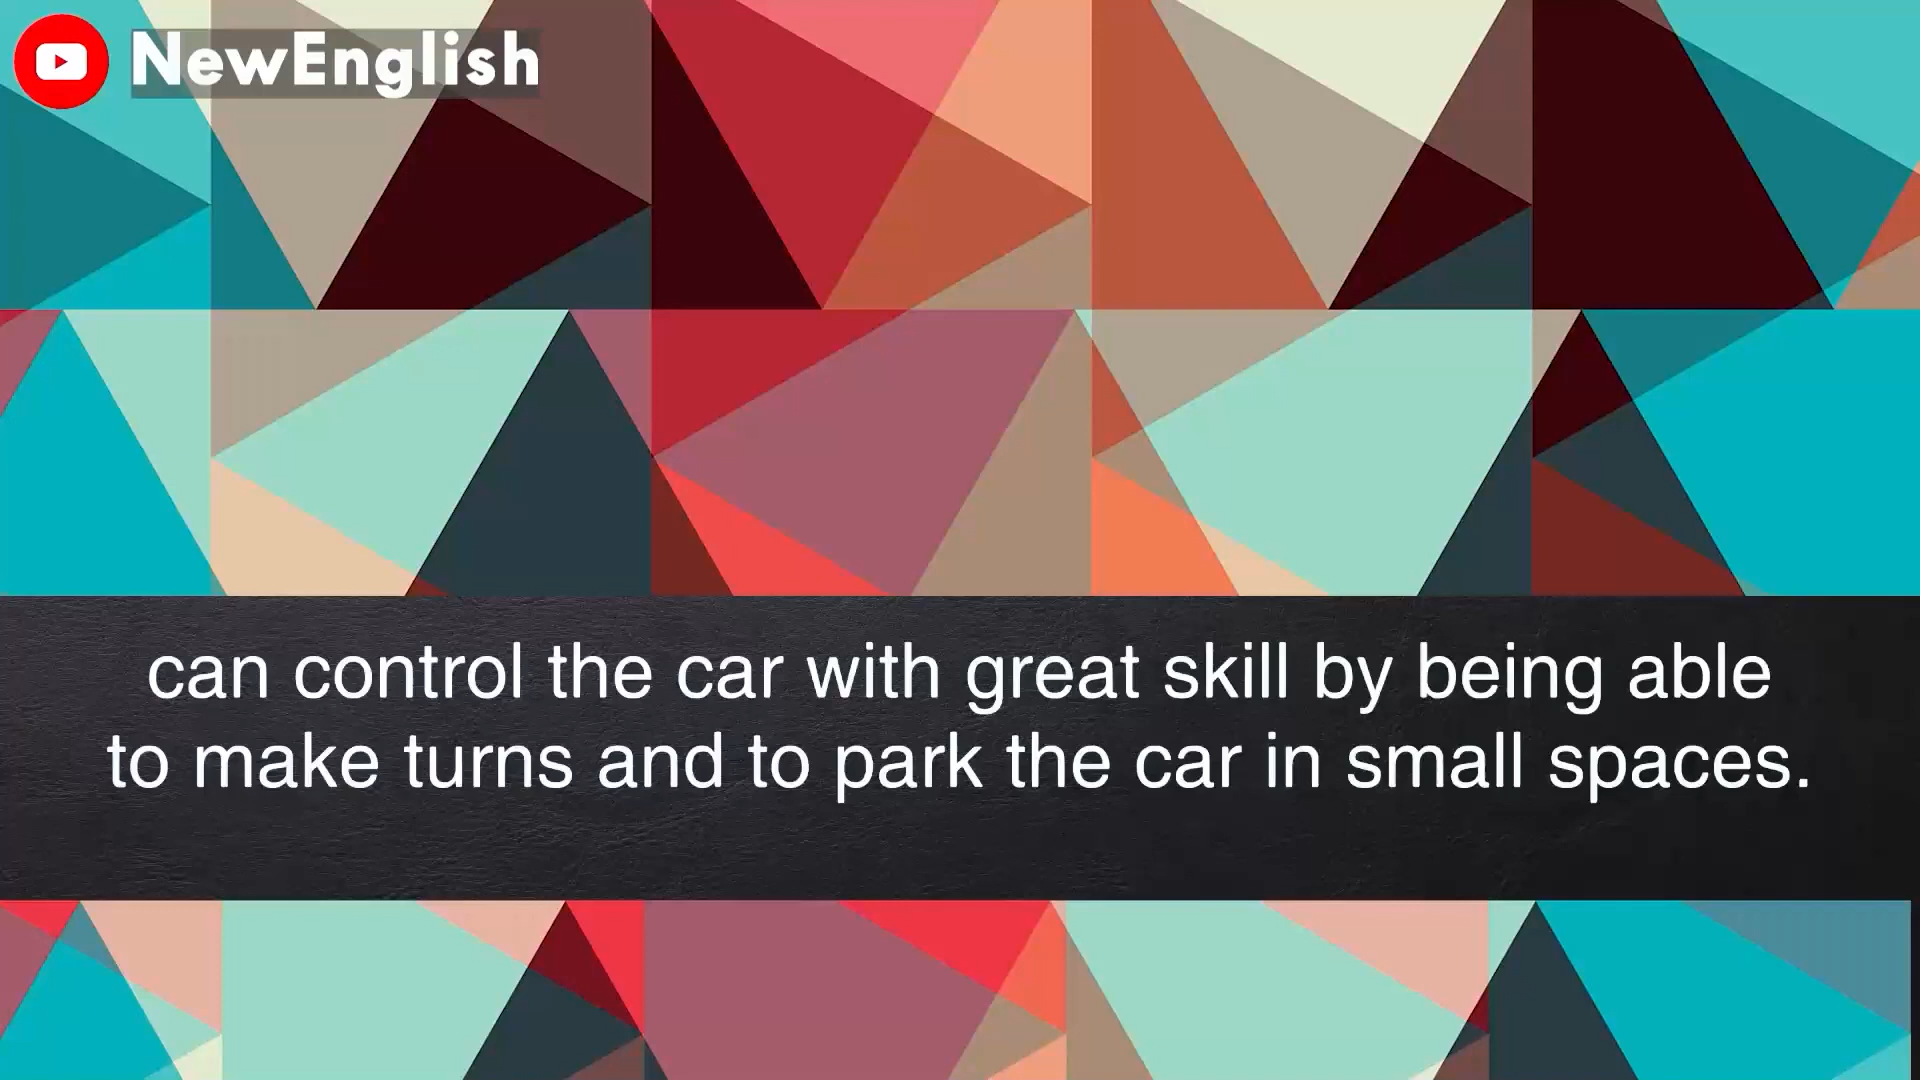 NewEnglish
can control the car with great skill by being able
to make turns and to park the car in small spaces.